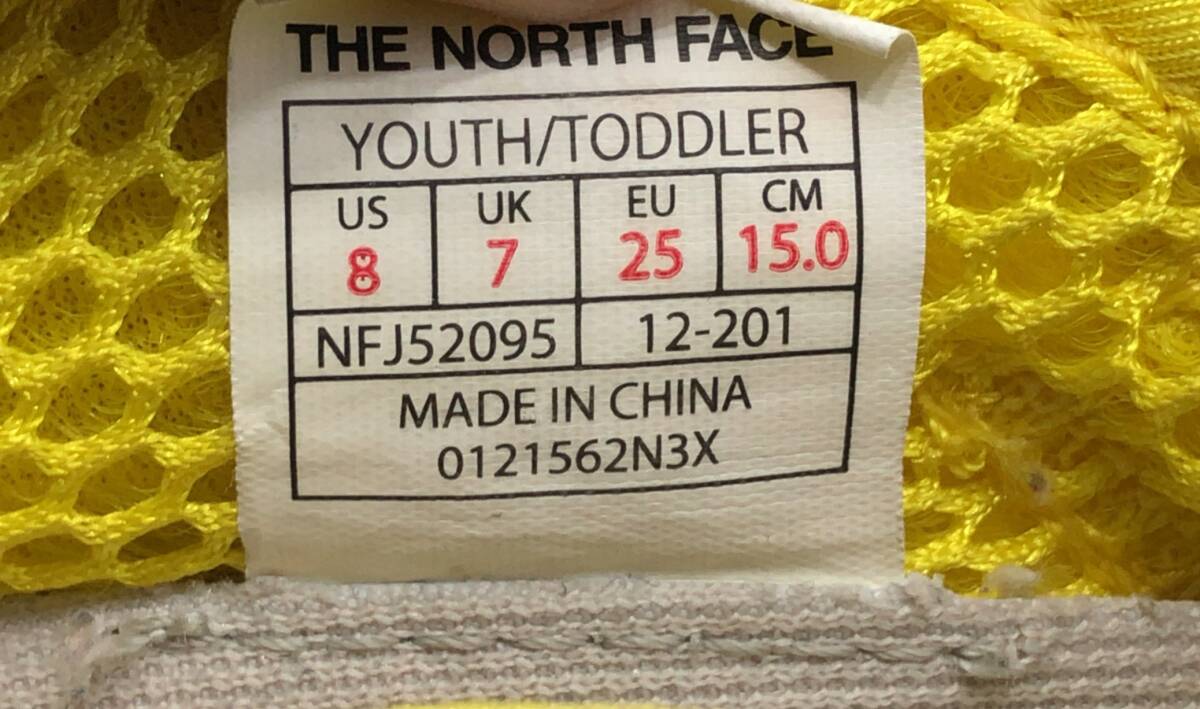 THE NORTH FACE
YOUTH/TODDLER
US UK EU CM
8 7 25 15.0
NFJ52095 12-201
MADE IN CHINA
0121562N3X